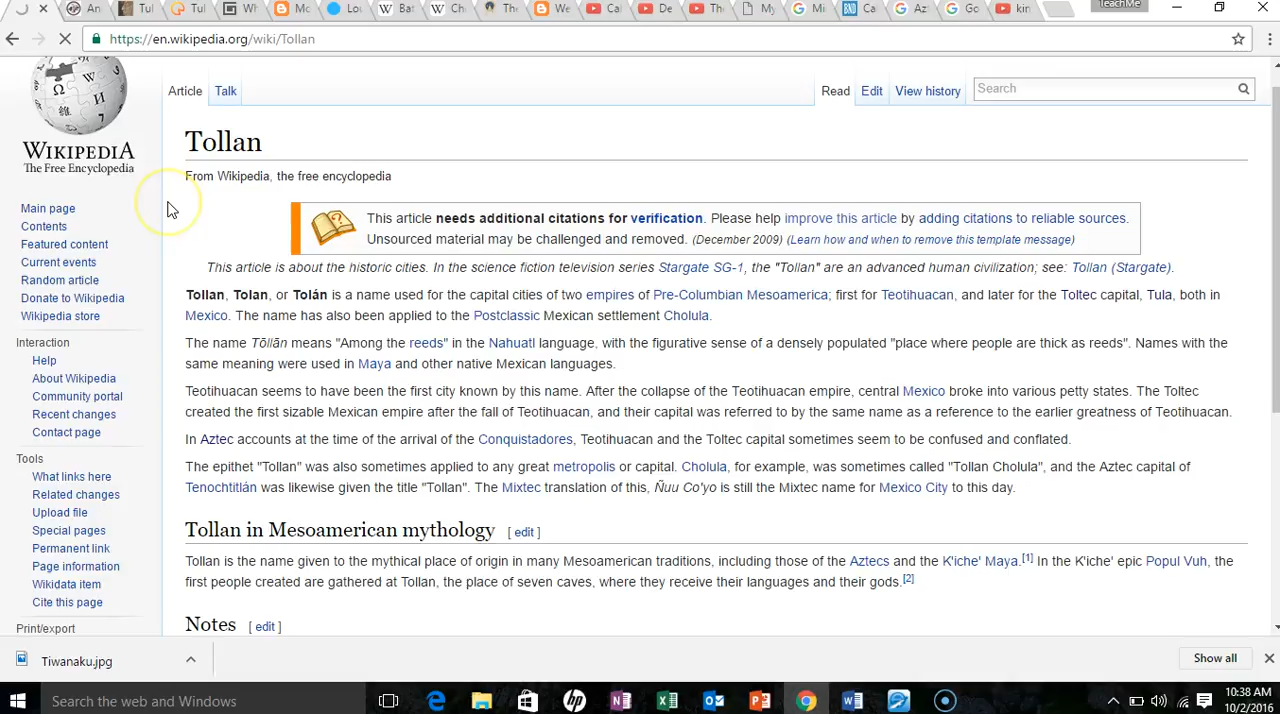 An
Tul
Tul
Wh
Mo
Lo
Bat
Ch
The
We
Cal
De
The
My
Mi
Ca
Az
Go
kin
TeachMe
https://en.wikipedia.org/wiki/Tollan
WIKIPEDIA
The Free Encyclopedia
Main page
Contents
Featured content
Current events
Random article
Donate to Wikipedia
Wikipedia store
Interaction
Help
About Wikipedia
Community portal
Recent changes
Contact page
Tools
What links here
Related changes
Upload file
Special pages
Permanent link
Page information
Wikidata item
Cite this page
Print/export
Article
Talk
Read
Edit
View history
Search
Tollan
From Wikipedia, the free encyclopedia
This article needs additional citations for verification. Please help improve this article by adding citations to reliable sources.
Unsourced material may be challenged and removed. (December 2009) (Learn how and when to remove this template message)
This article is about the historic cities. In the science fiction television series Stargate SG-1, the "Tollan" are an advanced human civilization; see: Tollan (Stargate).
Tollan, Tolan, or Tolán is a name used for the capital cities of two empires of Pre-Columbian Mesoamerica; first for Teotihuacan, and later for the Toltec capital, Tula, both in
Mexico. The name has also been applied to the Postclassic Mexican settlement Cholula.
The name Tōllān means "Among the reeds" in the Nahuatl language, with the figurative sense of a densely populated "place where people are thick as reeds". Names with the
same meaning were used in Maya and other native Mexican languages.
Teotihuacan seems to have been the first city known by this name. After the collapse of the Teotihuacan empire, central Mexico broke into various petty states. The Toltec
created the first sizable Mexican empire after the fall of Teotihuacan, and their capital was referred to by the same name as a reference to the earlier greatness of Teotihuacan.
In Aztec accounts at the time of the arrival of the Conquistadores, Teotihuacan and the Toltec capital sometimes seem to be confused and conflated.
The epithet "Tollan" was also sometimes applied to any great metropolis or capital. Cholula, for example, was sometimes called "Tollan Cholula", and the Aztec capital of
Tenochtitlán was likewise given the title "Tollan". The Mixtec translation of this, Ñuu Co'yo is still the Mixtec name for Mexico City to this day.
Tollan in Mesoamerican mythology [ edit ]
Tollan is the name given to the mythical place of origin in many Mesoamerican traditions, including those of the Aztecs and the K'iche' Maya.[1] In the K'iche' epic Popul Vuh, the
first people created are gathered at Tollan, the place of seven caves, where they receive their languages and their gods.[2]
Notes [ edit ]
Tiwanaku.jpg
Show all
Search the web and Windows
10:38 AM
10/2/2016